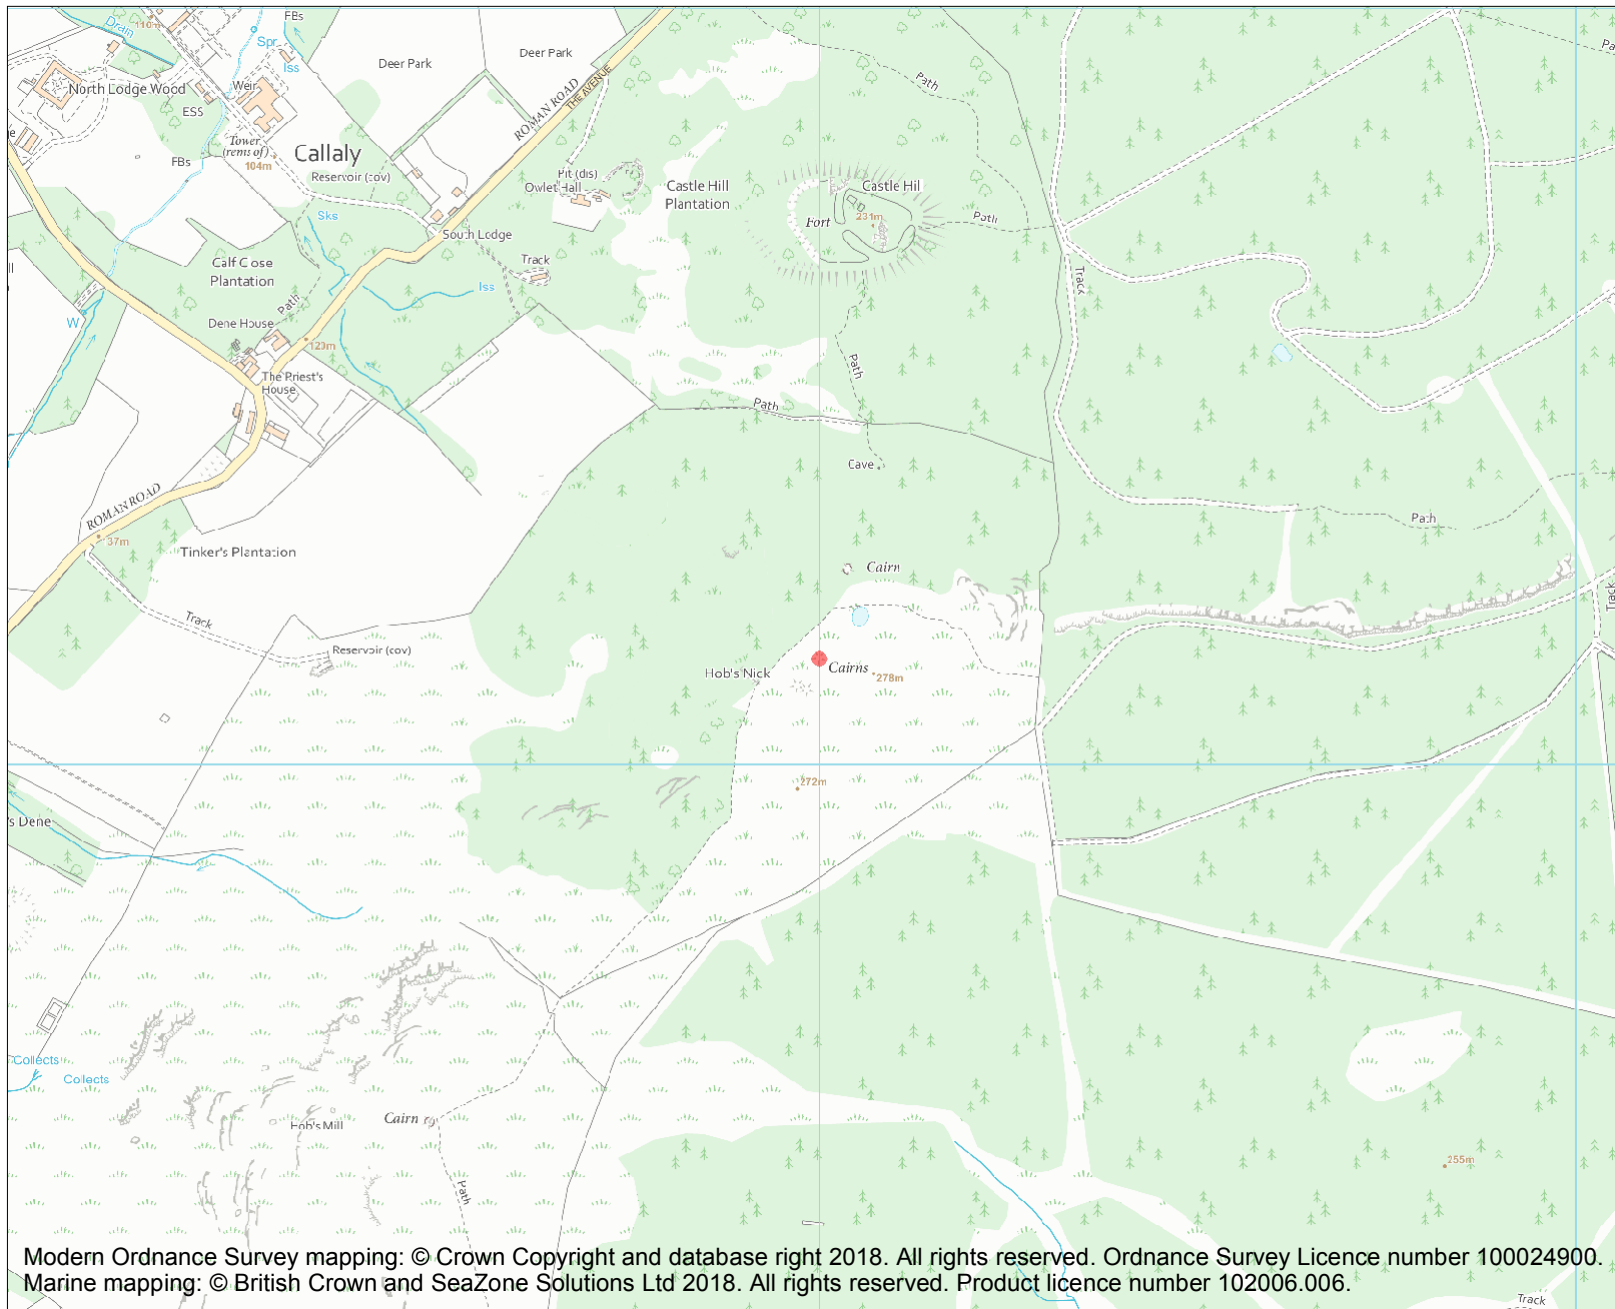 Drain
110m
FBs
Spr
Iss
Deer Park
Deer Park
North Lodge Wood
Weir
ESS
ROMAN ROAD
THE AVENUE
Path
Tower
(rems of)
104m
FBs
Callaly
Reservoir (cov)
Pit (dis)
Owlet Hall
Castle Hill
Plantation
Castle Hil
231m
Fort
Path
Sks
South Lodge
Calf Close
Plantation
Track
Iss
Track
Path
W
Dene House
123m
The Priest's
House
Path
Path
Cave
ROMAN ROAD
37m
Tinker's Plantation
Path
Cairn
Track
Track
Reservoir (cov)
Hob's Nick
Cairns
278m
272m
's Dene
Collects
Collects
Cairn
Hob's Mill
Path
255m
Track
Modern Ordnance Survey mapping: © Crown Copyright and database right 2018. All rights reserved. Ordnance Survey Licence number 100024900.
Marine mapping: © British Crown and SeaZone Solutions Ltd 2018. All rights reserved. Product licence number 102006.006.